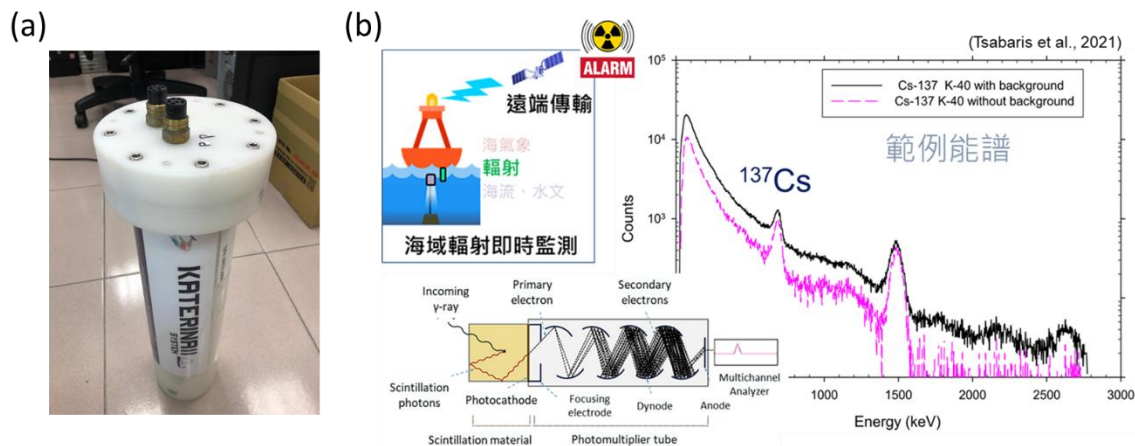 (a)
P P
KATERINA II
SYSTEM
(b)
ALARM
遠端傳輸
海氣象
輻射
海流、水文
海域輻射即時監測
(Tsabaris et al., 2021)
Cs-137 K-40 with background
Cs-137 K-40 without background
範例能譜
137Cs
Counts
10⁵
10⁴
10³
1000
1500
2000
2500
3000
Energy (keV)
Incoming
γ-ray
Primary
electron
Secondary
electrons
Scintillation
photons
Photocathode
Focusing
electrode
Dynode
Anode
Multichannel
Analyzer
Scintillation material
Photomultiplier tube